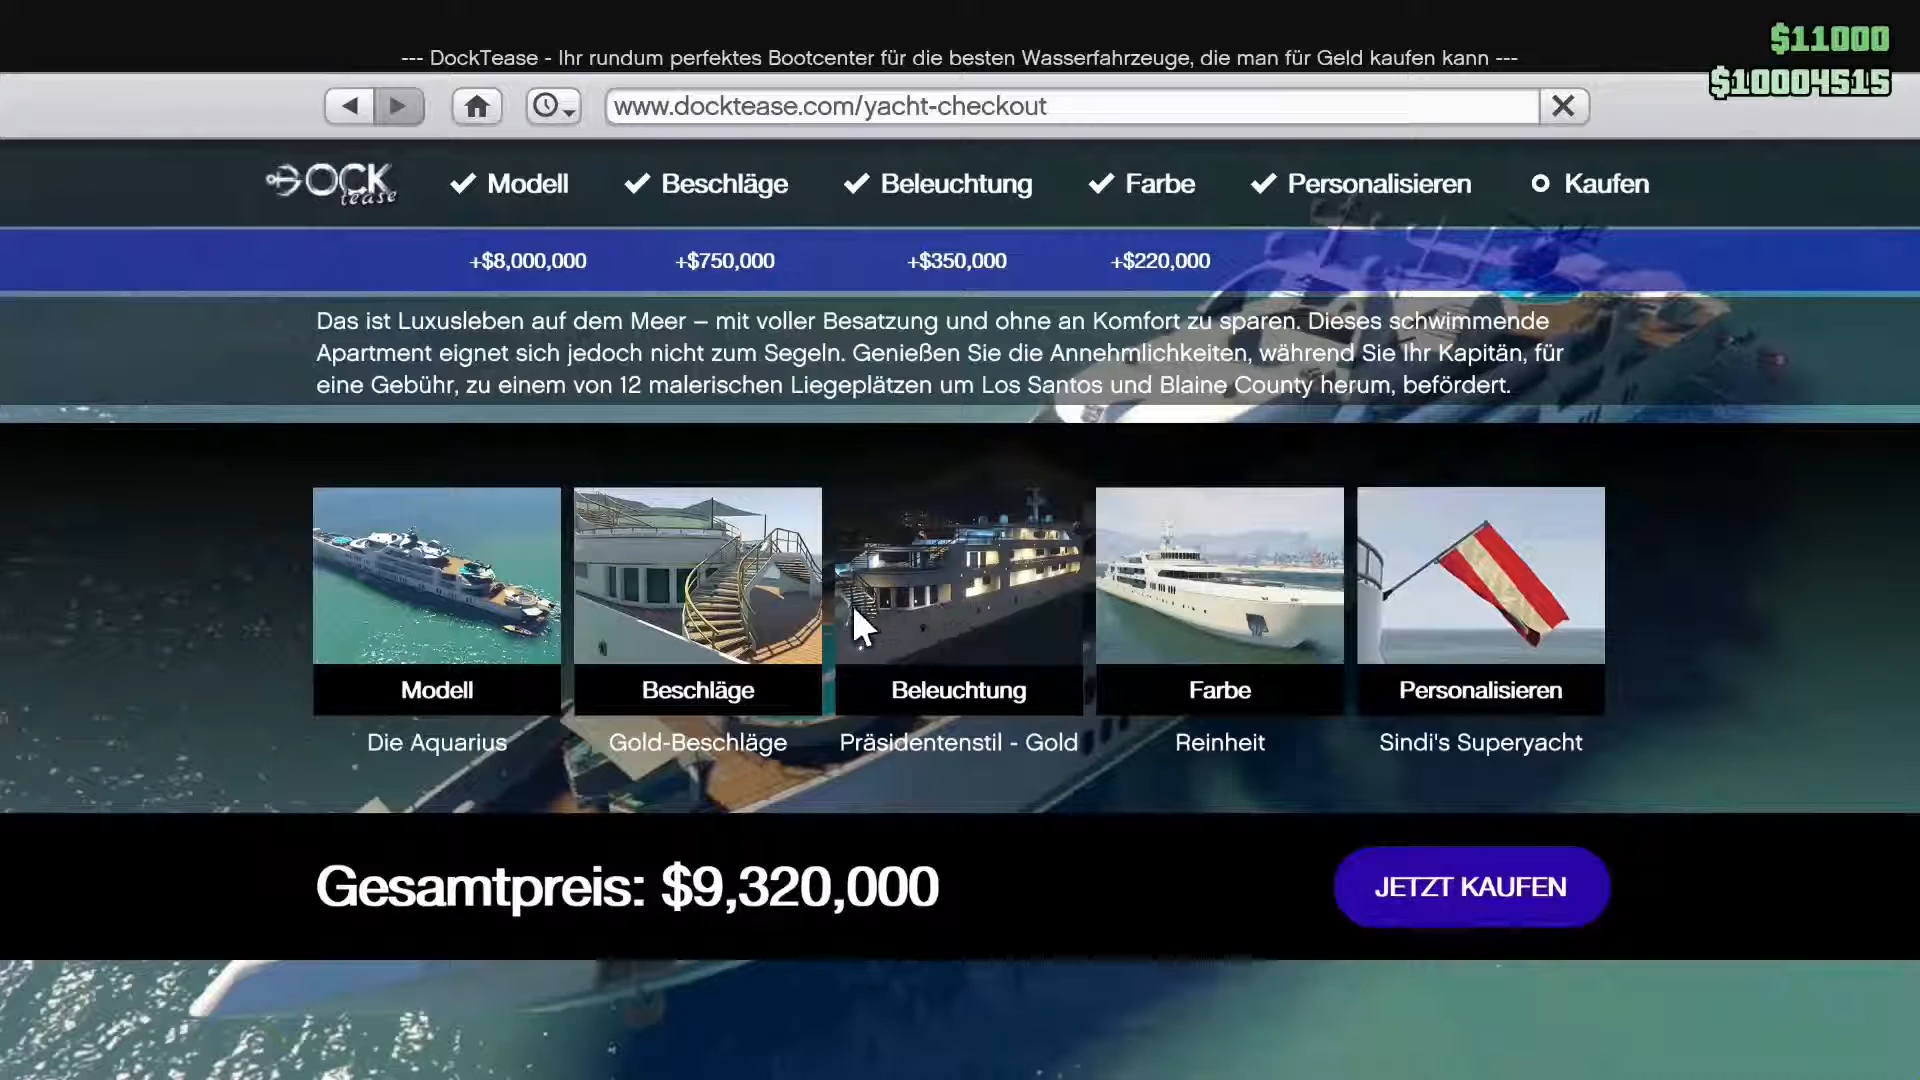 $11000
--- DockTease - Ihr rundum perfektes Bootcenter für die besten Wasserfahrzeuge, die man für Geld kaufen kann ---
$10004515
www.docktease.com/yacht-checkout
DOCK
tease
Modell
Beschläge
Beleuchtung
Farbe
Personalisieren
Kaufen
+$8,000,000
+$750,000
+$350,000
+$220,000
Das ist Luxusleben auf dem Meer – mit voller Besatzung und ohne an Komfort zu sparen. Dieses schwimmende
Apartment eignet sich jedoch nicht zum Segeln. Genießen Sie die Annehmlichkeiten, während Sie Ihr Kapitän, für
eine Gebühr, zu einem von 12 malerischen Liegeplätzen um Los Santos und Blaine County herum, befördert.
Modell
Beschläge
Beleuchtung
Farbe
Personalisieren
Die Aquarius
Gold-Beschläge
Präsidentenstil - Gold
Reinheit
Sindi's Superyacht
Gesamtpreis: $9,320,000
JETZT KAUFEN